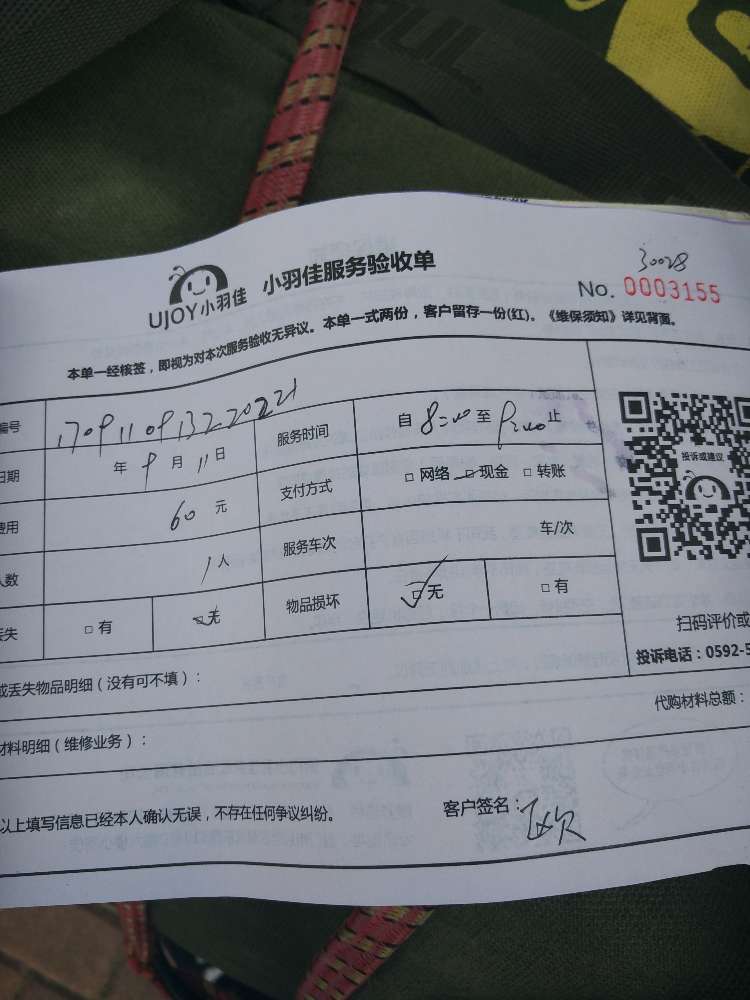 30028
UJOY小羽佳 小羽佳服务验收单 No. 0003155
本单一经核签，即视为对本次服务验收无异议。本单一式两份，客户留存一份(红)。《维保须知》详见背面。
编号 服务时间 自 8:00 至 止
日期 年 9 月 11 日 支付方式 □ 网络 □ 现金 □ 转账
费用 60 元
人数 1 人 服务车次 车/次
丢失 □ 有 □ 无 物品损坏 □ 无 □ 有
投诉或建议
扫码评价或
投诉电话：0592-5
或丢失物品明细（没有可不填）：
代购材料总额：
材料明细（维修业务）：
以上填写信息已经本人确认无误，不存在任何争议纠纷。 客户签名：